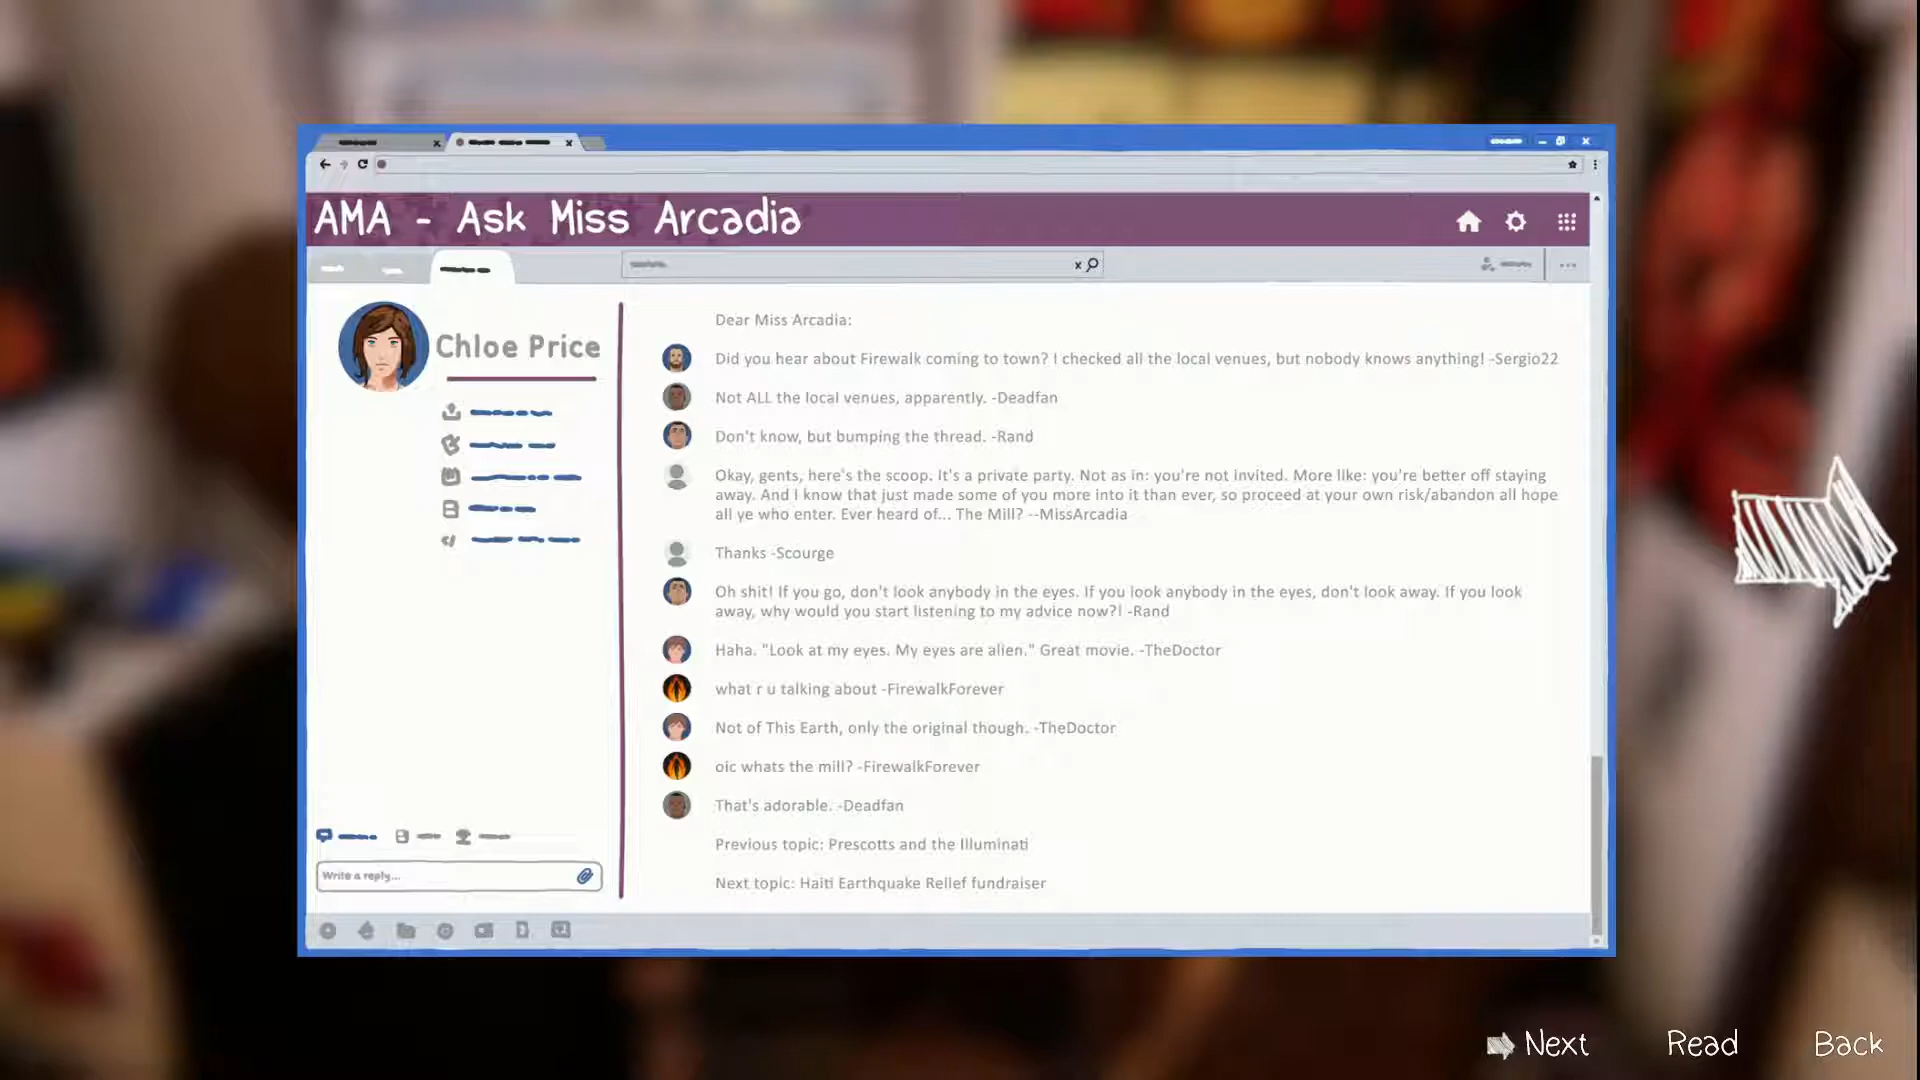 AMA - Ask Miss Arcadia
Chloe Price
Write a reply...
Dear Miss Arcadia:
Did you hear about Firewalk coming to town? I checked all the local venues, but nobody knows anything! -Sergio22
Not ALL the local venues, apparently. -Deadfan
Don't know, but bumping the thread. -Rand
Okay, gents, here's the scoop. It's a private party. Not as in: you're not invited. More like: you're better off staying
away. And I know that just made some of you more into it than ever, so proceed at your own risk/abandon all hope
all ye who enter. Ever heard of... The Mill? --MissArcadia
Thanks -Scourge
Oh shit! If you go, don't look anybody in the eyes. If you look anybody in the eyes, don't look away. If you look
away, why would you start listening to my advice now?! -Rand
Haha. "Look at my eyes. My eyes are alien." Great movie. -TheDoctor
what r u talking about -FirewalkForever
Not of This Earth, only the original though. -TheDoctor
oic whats the mill? -FirewalkForever
That's adorable. -Deadfan
Previous topic: Prescotts and the Illuminati
Next topic: Haiti Earthquake Relief fundraiser
Next Read Back